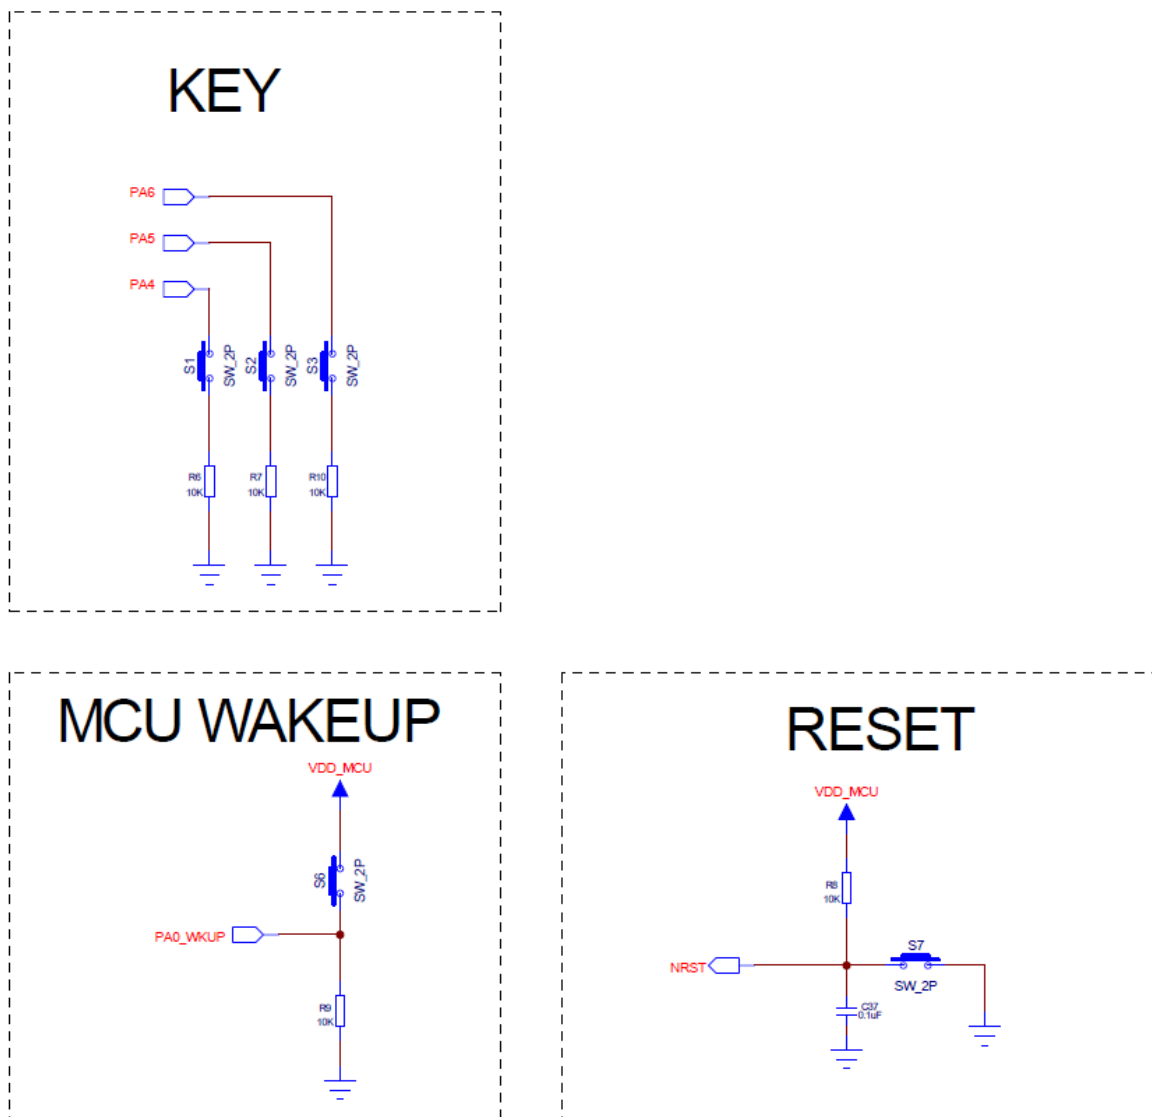 KEY
PA6
PA5
PA4
S1
SW_2P
S2
SW_2P
S3
SW_2P
R6
10K
R7
10K
R10
10K
MCU WAKEUP
VDD_MCU
S6
SW_2P
PA0_WKUP
R9
10K
RESET
VDD_MCU
R8
10K
S7
NRST
SW_2P
C37
0.1uF